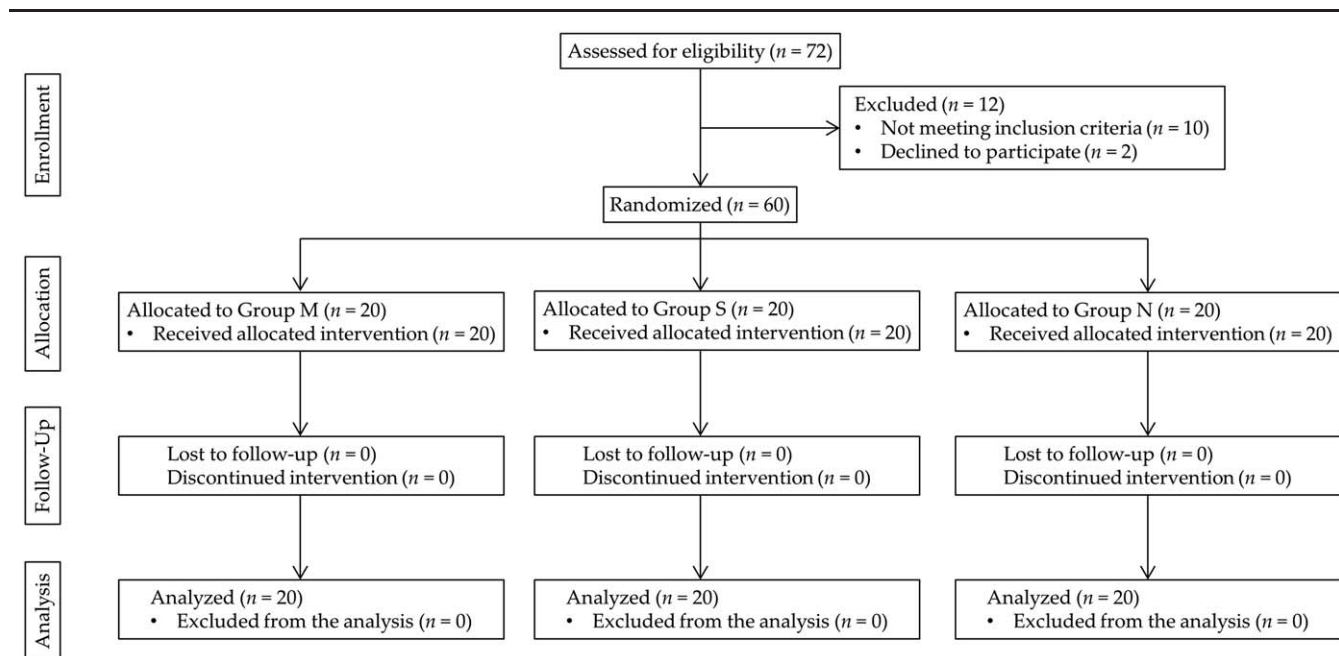 Assessed for eligibility (n = 72)
Enrollment
Excluded (n = 12)
• Not meeting inclusion criteria (n = 10)
• Declined to participate (n = 2)
Randomized (n = 60)
Allocation
Allocated to Group M (n = 20)
• Received allocated intervention (n = 20)
Allocated to Group S (n = 20)
• Received allocated intervention (n = 20)
Allocated to Group N (n = 20)
• Received allocated intervention (n = 20)
Follow-Up
Lost to follow-up (n = 0)
Discontinued intervention (n = 0)
Lost to follow-up (n = 0)
Discontinued intervention (n = 0)
Lost to follow-up (n = 0)
Discontinued intervention (n = 0)
Analysis
Analyzed (n = 20)
• Excluded from the analysis (n = 0)
Analyzed (n = 20)
• Excluded from the analysis (n = 0)
Analyzed (n = 20)
• Excluded from the analysis (n = 0)